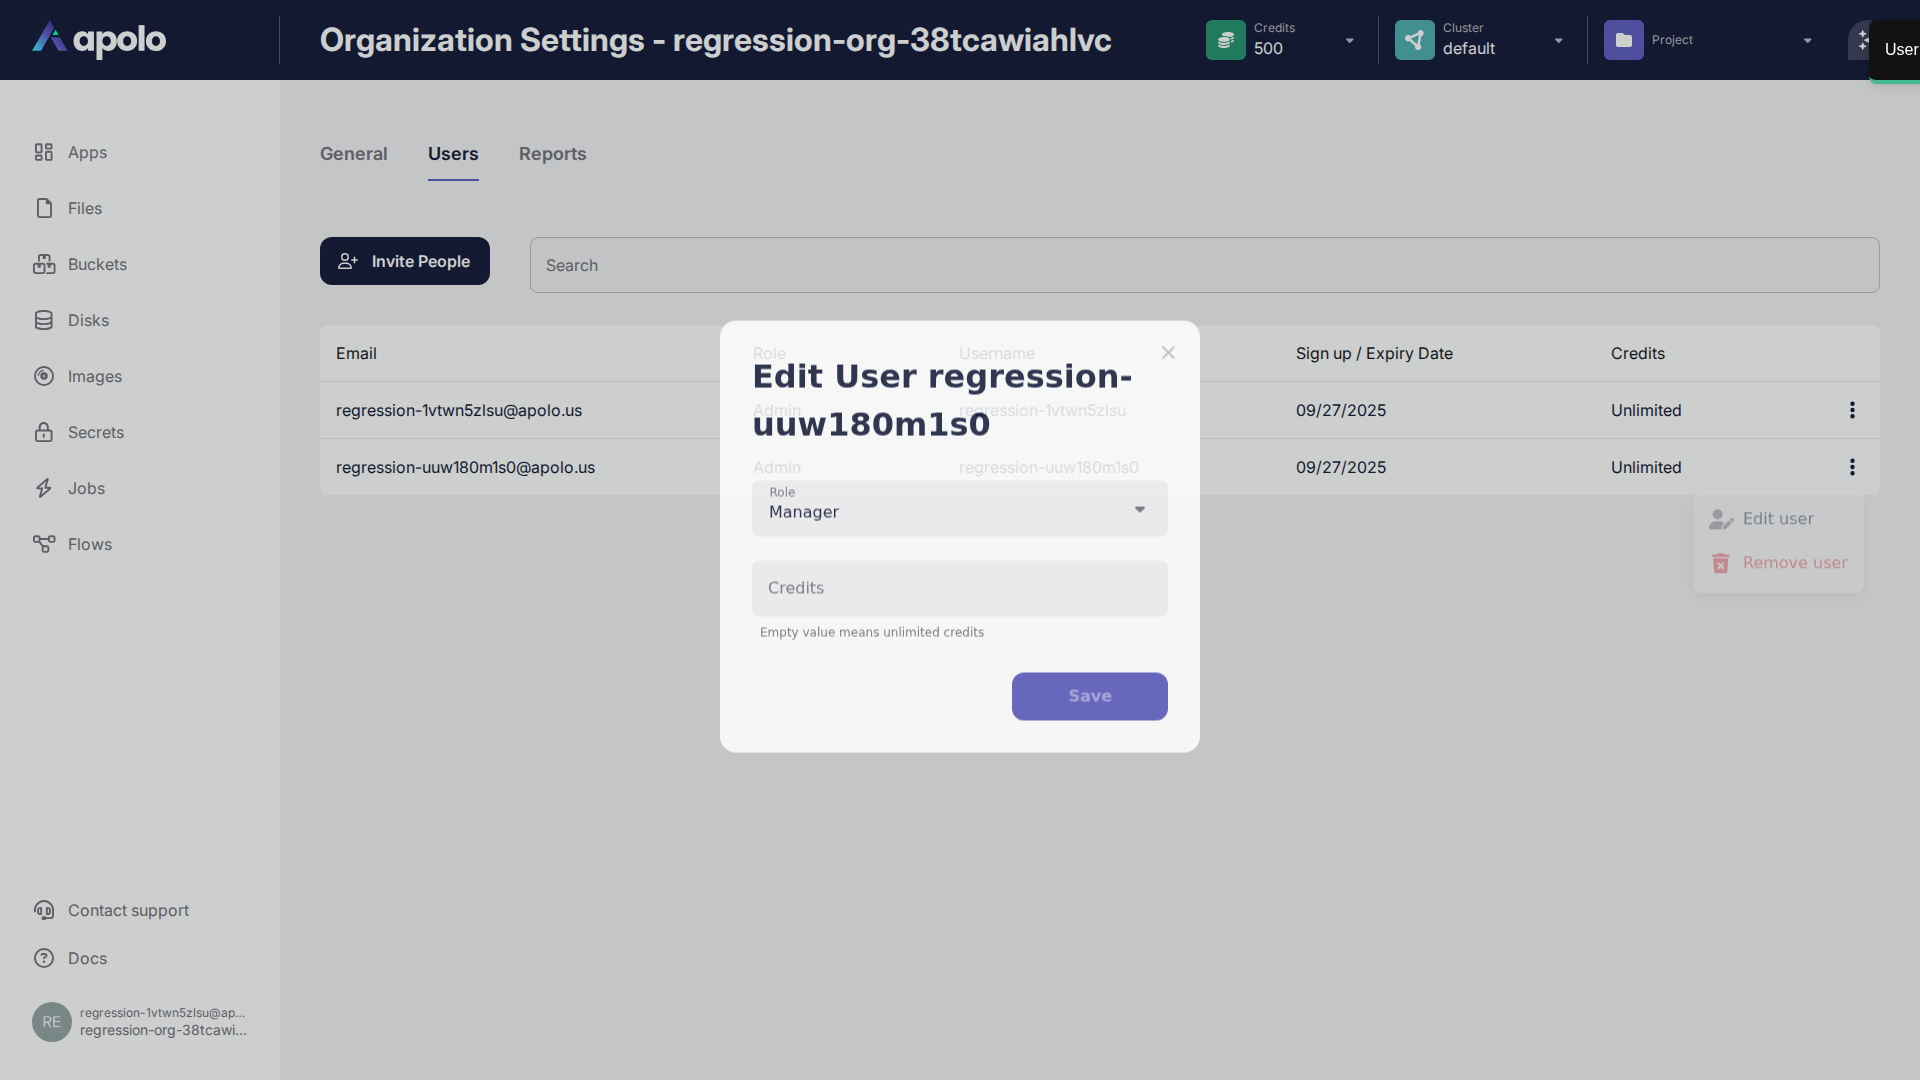 apolo
Organization Settings - regression-org-38tcawiahlvc
Credits
500
Cluster
default
Project
User
Apps
Files
Buckets
Disks
Images
Secrets
Jobs
Flows
General
Users
Reports
Invite People
Search
Email
Role
Username
Sign up / Expiry Date
Credits
regression-1vtwn5zlsu@apolo.us
Admin
regression-1vtwn5zlsu
09/27/2025
Unlimited
regression-uuw180m1s0@apolo.us
Admin
regression-uuw180m1s0
09/27/2025
Unlimited
Edit User regression-
uuw180m1s0
Role
Manager
Credits
Empty value means unlimited credits
Save
Edit user
Remove user
Contact support
Docs
RE
regression-1vtwn5zlsu@ap...
regression-org-38tcawi...